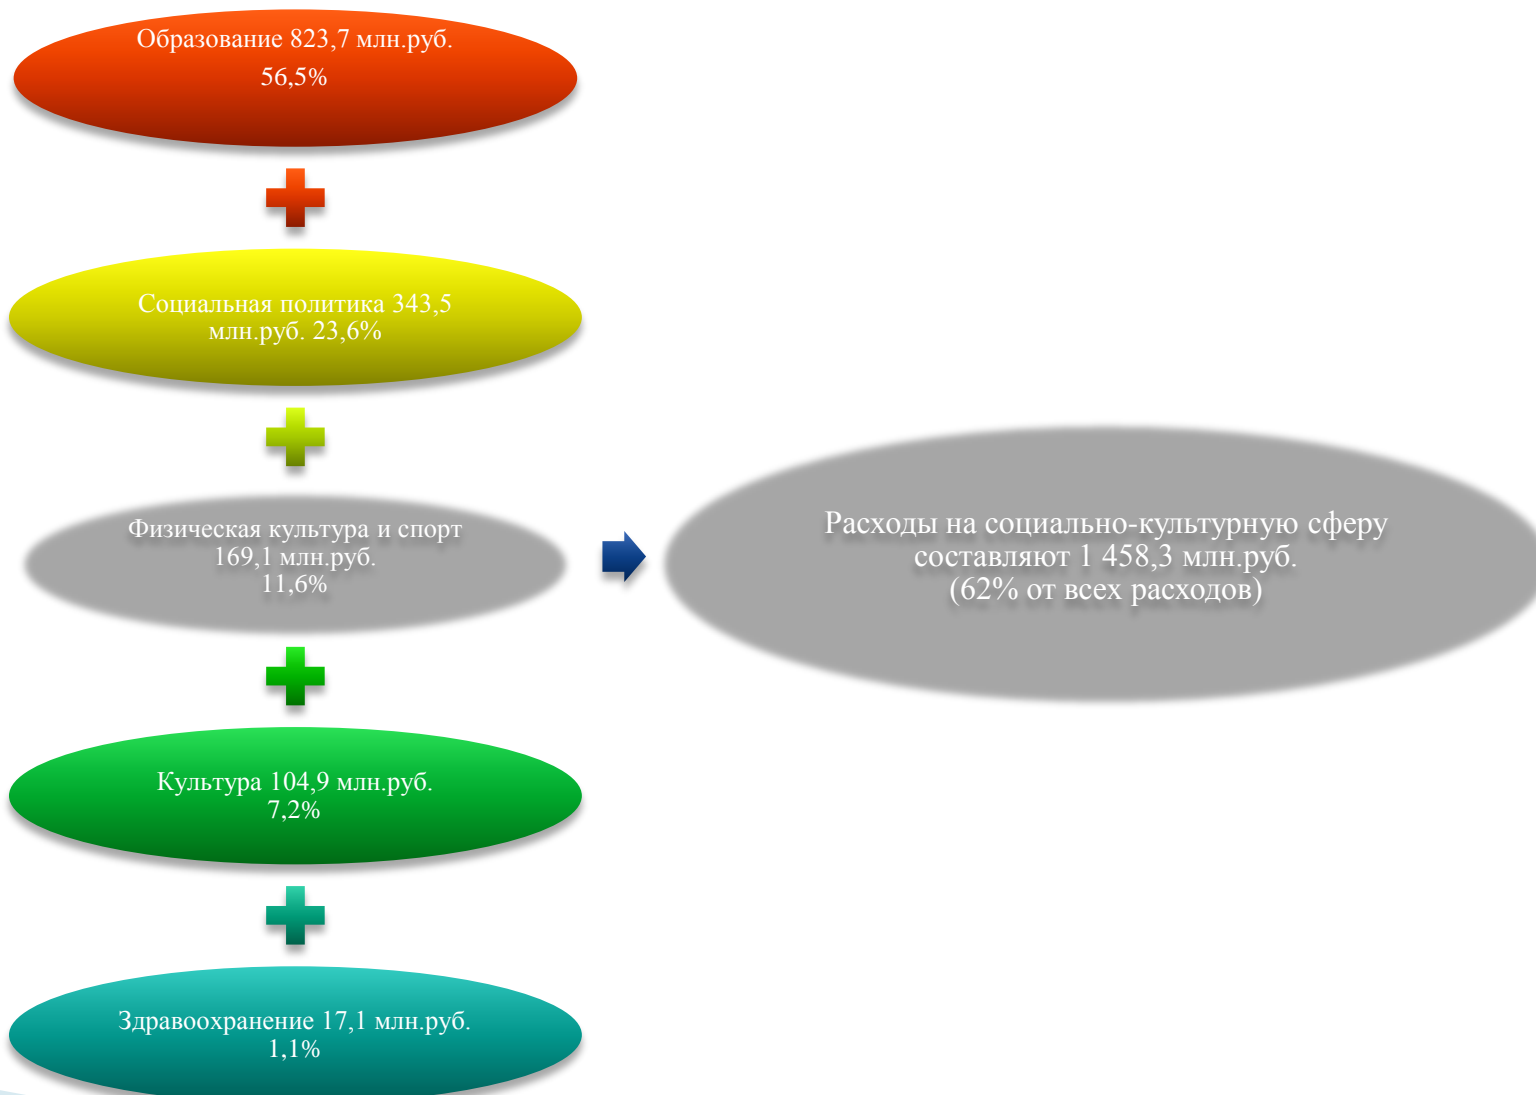 Образование 823,7 млн.руб.
56,5%
Социальная политика 343,5
млн.руб. 23,6%
Физическая культура и спорт
169,1 млн.руб.
11,6%
Культура 104,9 млн.руб.
7,2%
Здравоохранение 17,1 млн.руб.
1,1%
Расходы на социально-культурную сферу
составляют 1 458,3 млн.руб.
(62% от всех расходов)